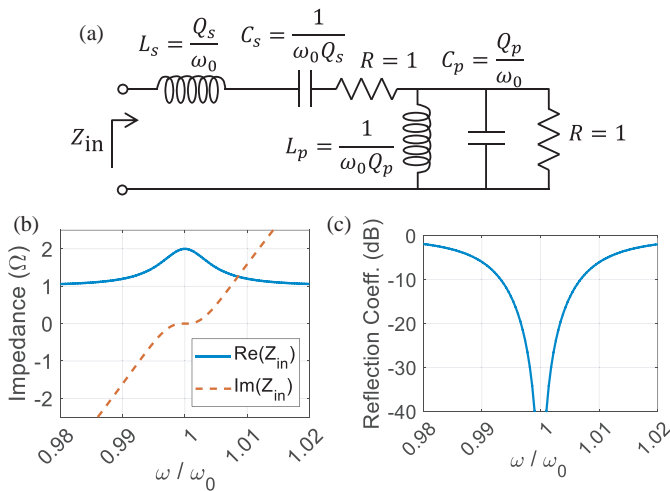 (a)
L_s = Q_s/ω_0
C_s = 1/(ω_0 Q_s)
R = 1
C_p = Q_p/ω_0
Z_in
L_p = 1/(ω_0 Q_p)
R = 1
(b)
Impedance (Ω)
2
1
0
-1
-2
Re(Z_in)
Im(Z_in)
0.98
0.99
1
1.01
1.02
ω / ω_0
(c)
Reflection Coeff. (dB)
0
-10
-20
-30
-40
0.98
0.99
1
1.01
1.02
ω / ω_0